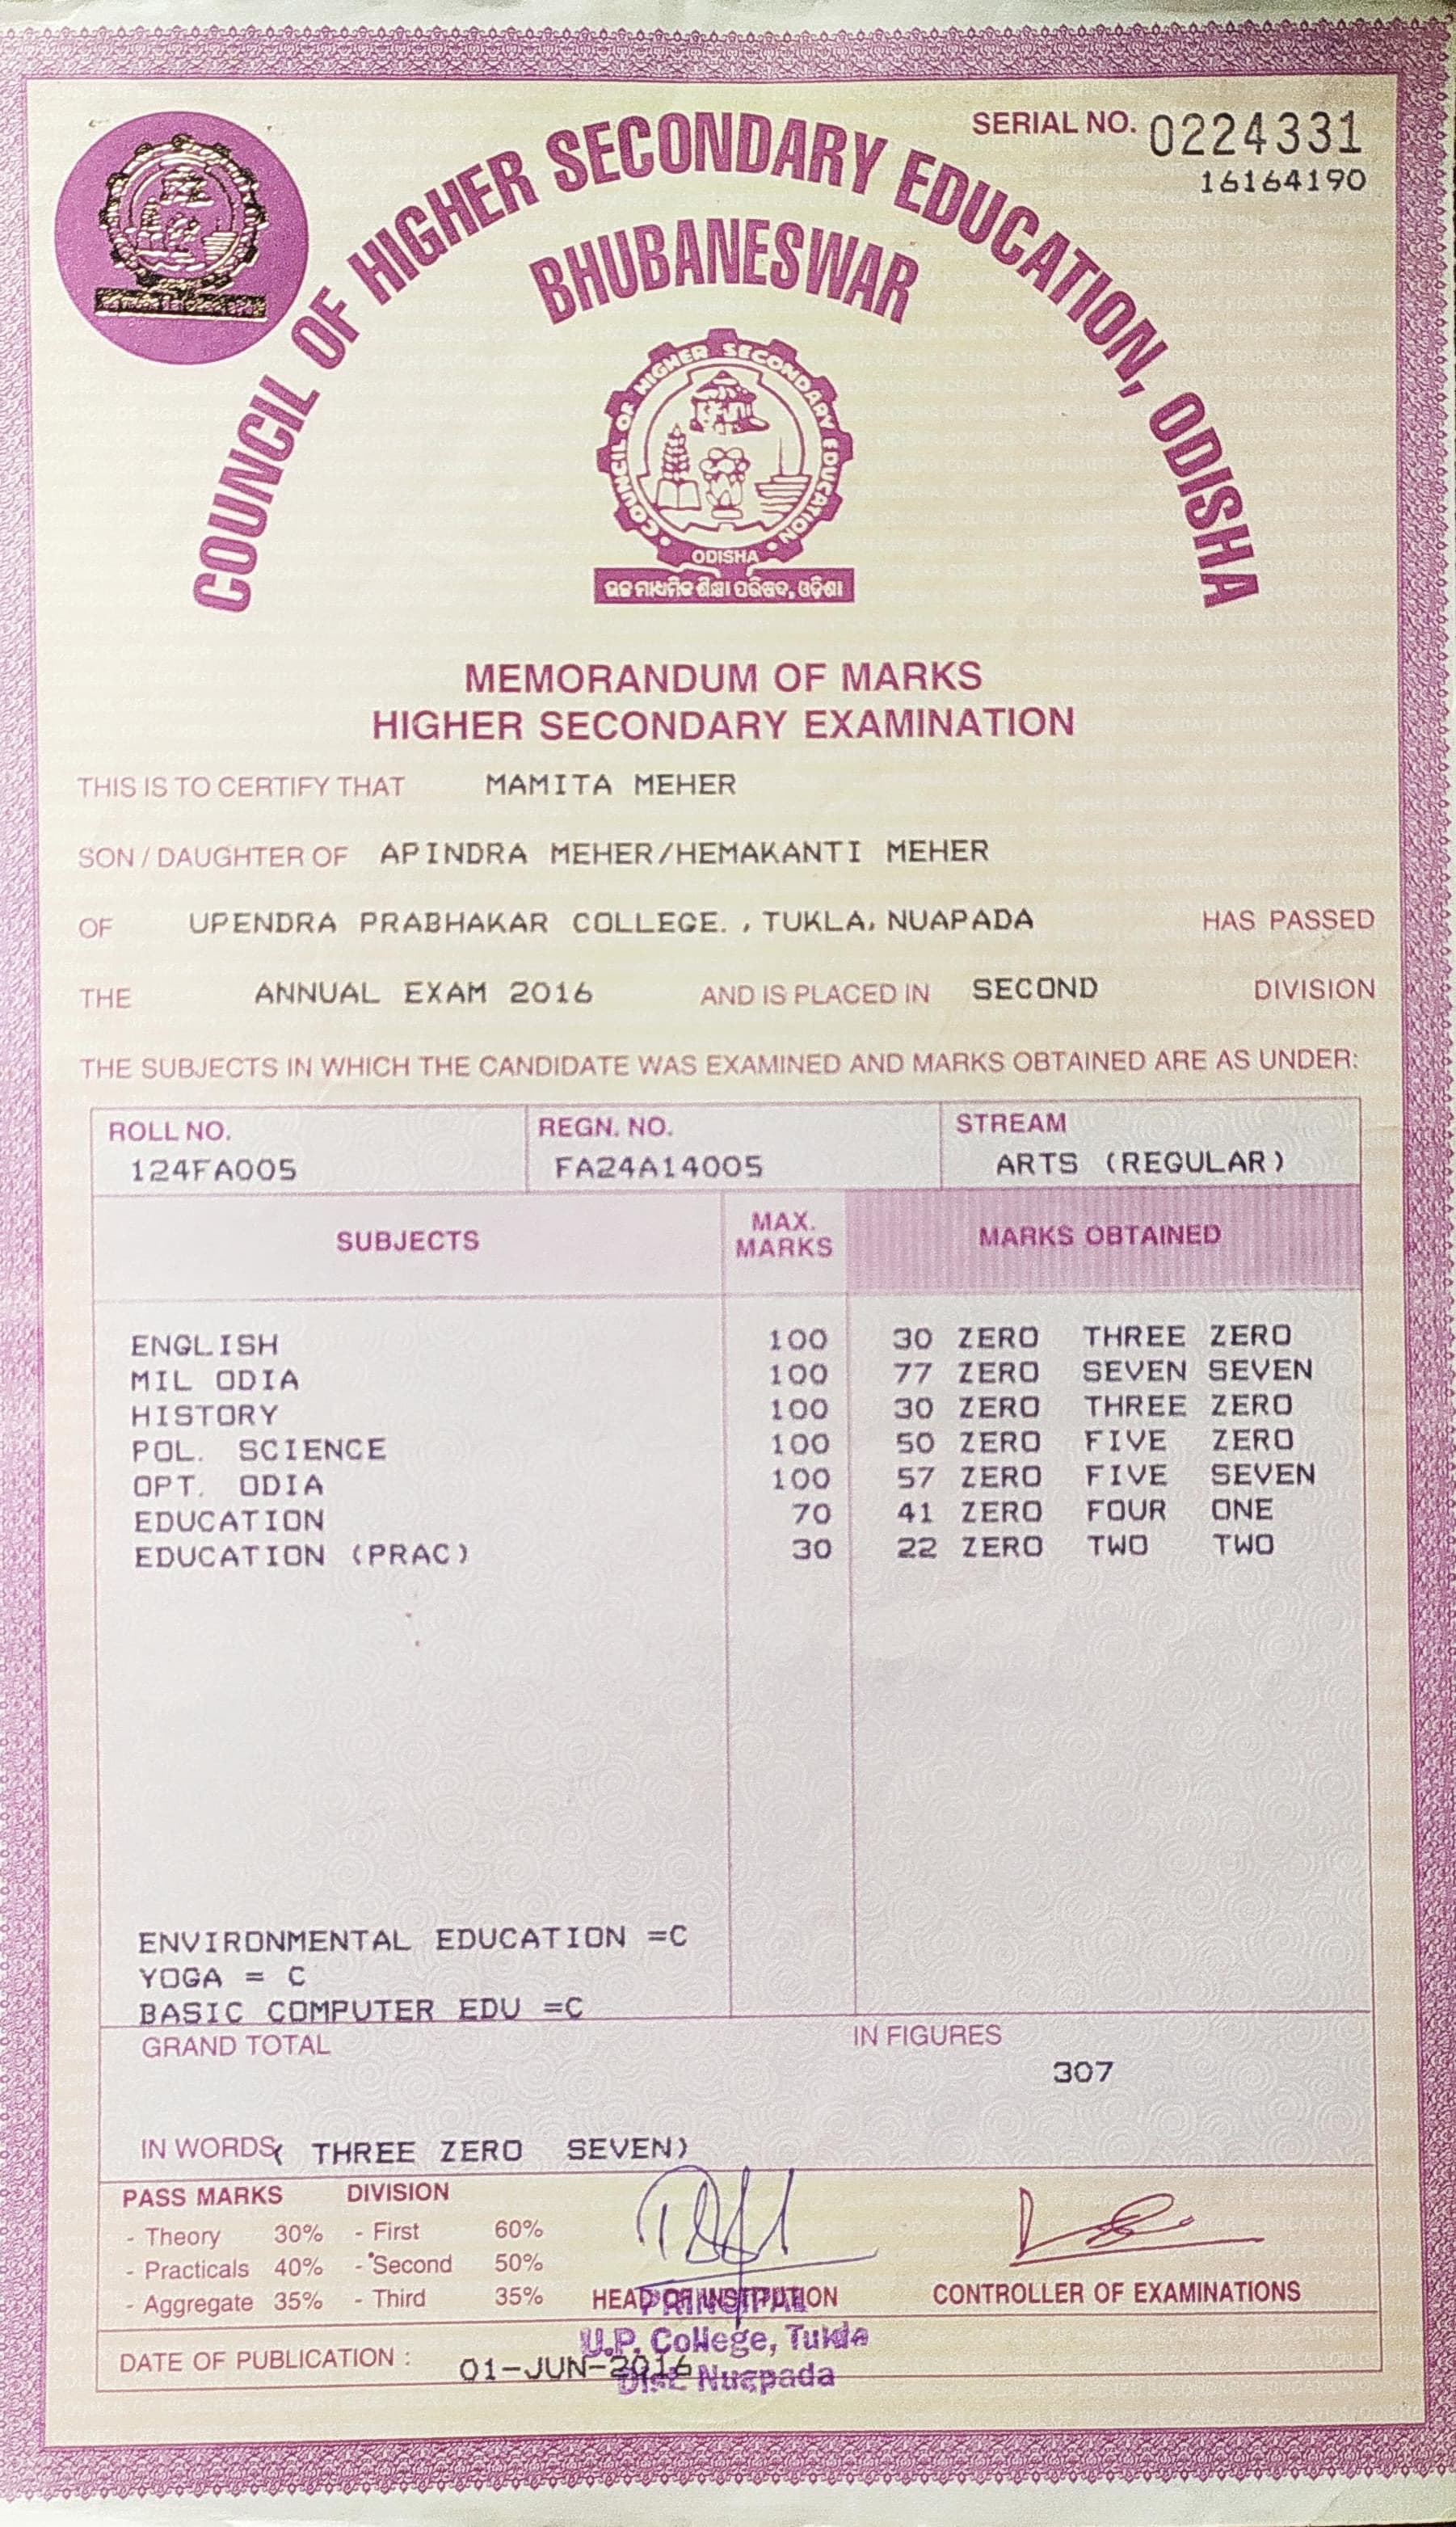 SERIAL NO. 0224331
16164190
COUNCIL OF HIGHER SECONDARY EDUCATION, ODISHA
BHUBANESWAR
COUNCIL OF HIGHER SECONDARY EDUCATION
ODISHA
ଉଚ୍ଚ ମାଧ୍ୟମିକ ଶିକ୍ଷା ପରିଷଦ, ଓଡ଼ିଶା
MEMORANDUM OF MARKS
HIGHER SECONDARY EXAMINATION
THIS IS TO CERTIFY THAT MAMITA MEHER
SON / DAUGHTER OF APINDRA MEHER/HEMAKANTI MEHER
OF UPENDRA PRABHAKAR COLLEGE., TUKLA, NUAPADA HAS PASSED
THE ANNUAL EXAM 2016 AND IS PLACED IN SECOND DIVISION
THE SUBJECTS IN WHICH THE CANDIDATE WAS EXAMINED AND MARKS OBTAINED ARE AS UNDER:
ROLL NO. REGN. NO. STREAM
124FA005 FA24A14005 ARTS (REGULAR)
SUBJECTS MAX. MARKS MARKS OBTAINED
ENGLISH 100 30 ZERO THREE ZERO
MIL ODIA 100 77 ZERO SEVEN SEVEN
HISTORY 100 30 ZERO THREE ZERO
POL. SCIENCE 100 50 ZERO FIVE ZERO
OPT. ODIA 100 57 ZERO FIVE SEVEN
EDUCATION 70 41 ZERO FOUR ONE
EDUCATION (PRAC) 30 22 ZERO TWO TWO
ENVIRONMENTAL EDUCATION =C
YOGA = C
BASIC COMPUTER EDU =C
GRAND TOTAL IN FIGURES
307
IN WORDS( THREE ZERO SEVEN)
PASS MARKS DIVISION
- Theory 30% - First 60%
- Practicals 40% - Second 50%
- Aggregate 35% - Third 35%
HEAD OF INSTITUTION CONTROLLER OF EXAMINATIONS
PRINCIPAL
U.P. College, Tukla
Dist. Nuapada
DATE OF PUBLICATION : 01-JUN-2016